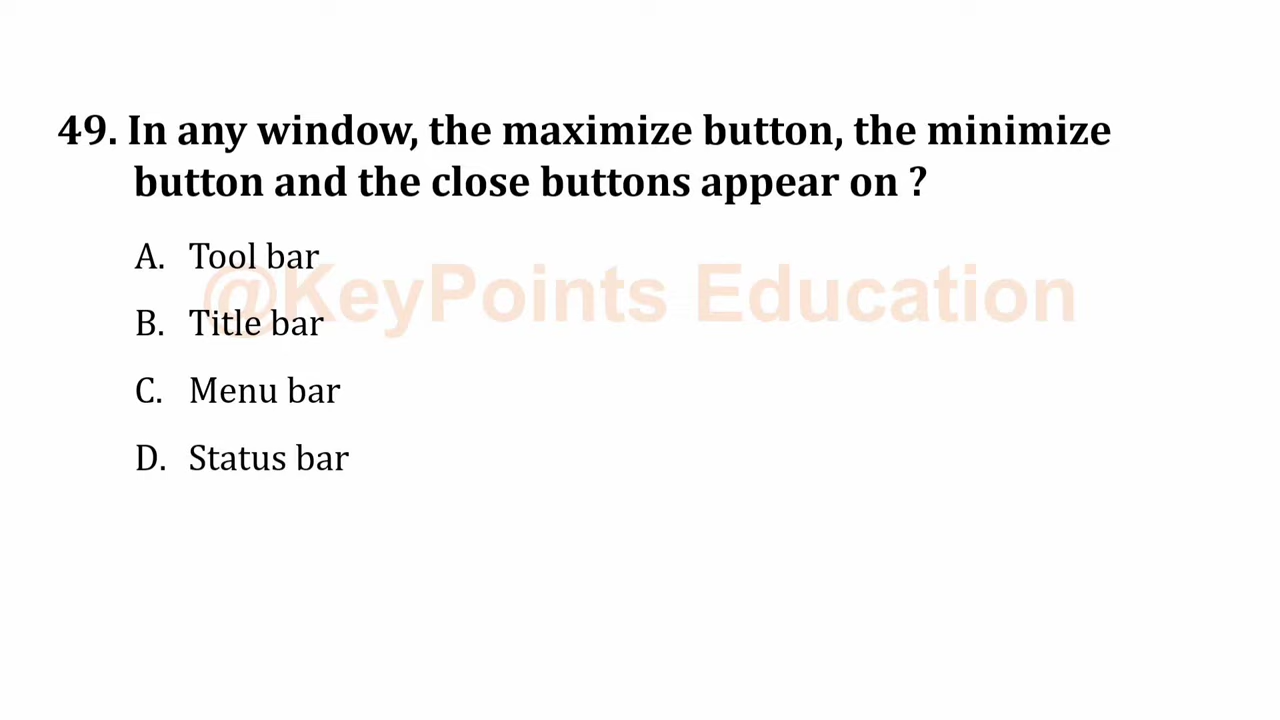 49. In any window, the maximize button, the minimize
button and the close buttons appear on ?
A. Tool bar
@KeyPoints Education
B. Title bar
C. Menu bar
D. Status bar